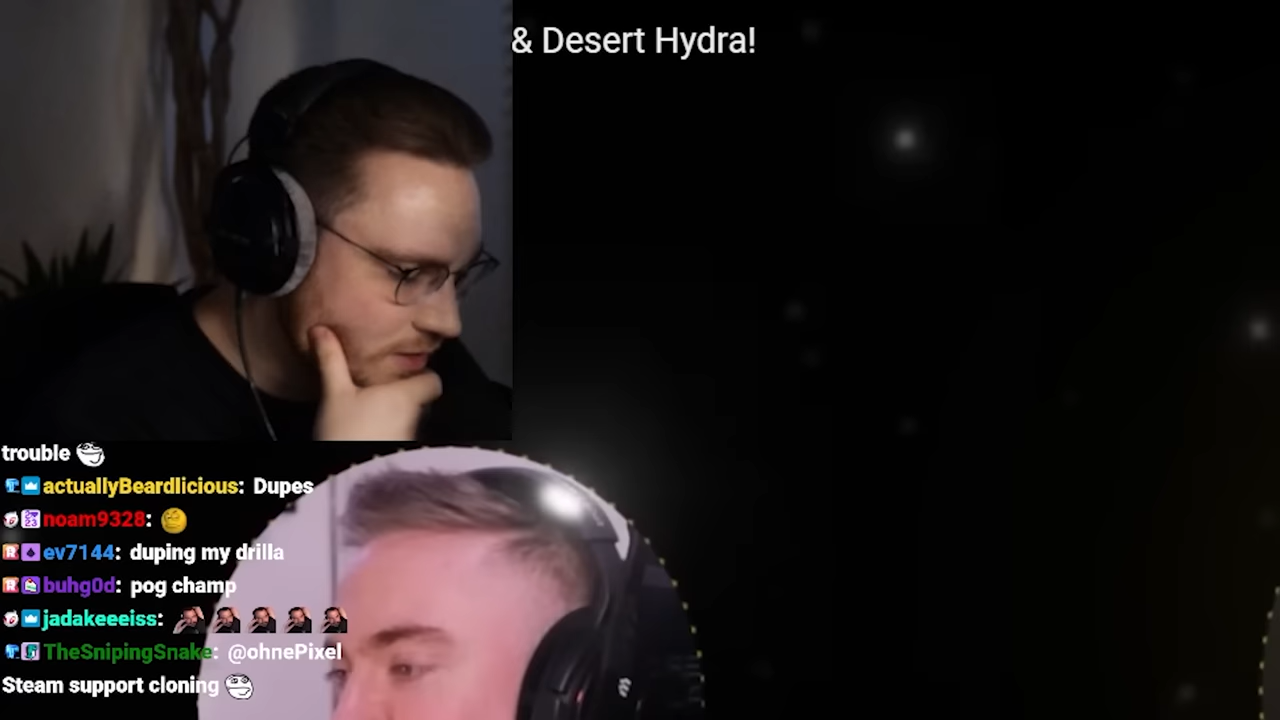 & Desert Hydra!
trouble
actuallyBeardlicious: Dupes
noam9328:
ev7144: duping my drilla
buhg0d: pog champ
jadakeeeiss:
TheSnipingSnake: @ohnePixel
Steam support cloning